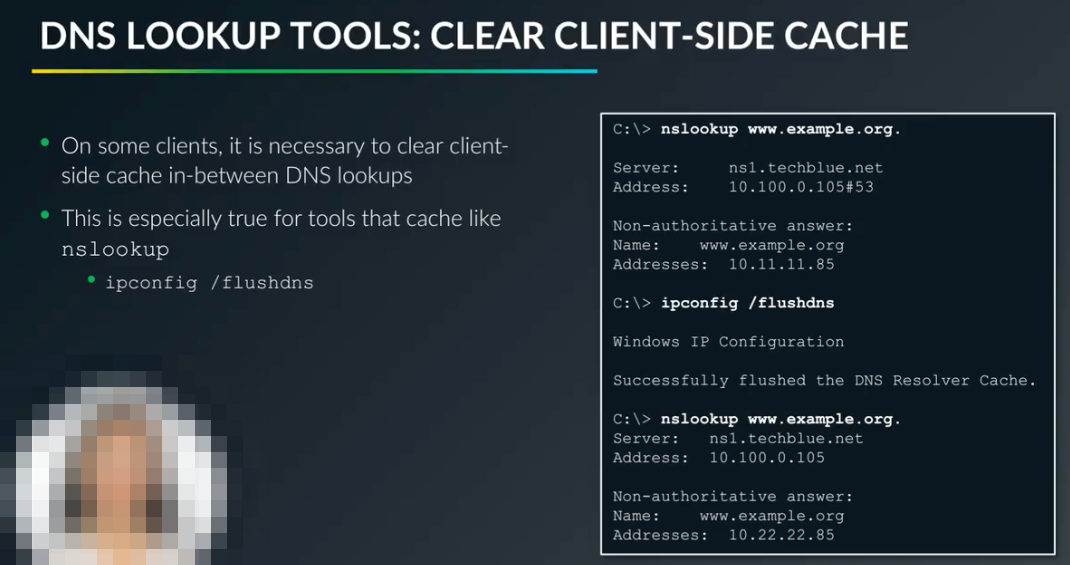 DNS LOOKUP TOOLS: CLEAR CLIENT-SIDE CACHE
On some clients, it is necessary to clear client-
side cache in-between DNS lookups
This is especially true for tools that cache like
nslookup
ipconfig /flushdns
C:\> nslookup www.example.org.
Server: ns1.techblue.net
Address: 10.100.0.105#53
Non-authoritative answer:
Name: www.example.org
Addresses: 10.11.11.85
C:\> ipconfig /flushdns
Windows IP Configuration
Successfully flushed the DNS Resolver Cache.
C:\> nslookup www.example.org.
Server: ns1.techblue.net
Address: 10.100.0.105
Non-authoritative answer:
Name: www.example.org
Addresses: 10.22.22.85